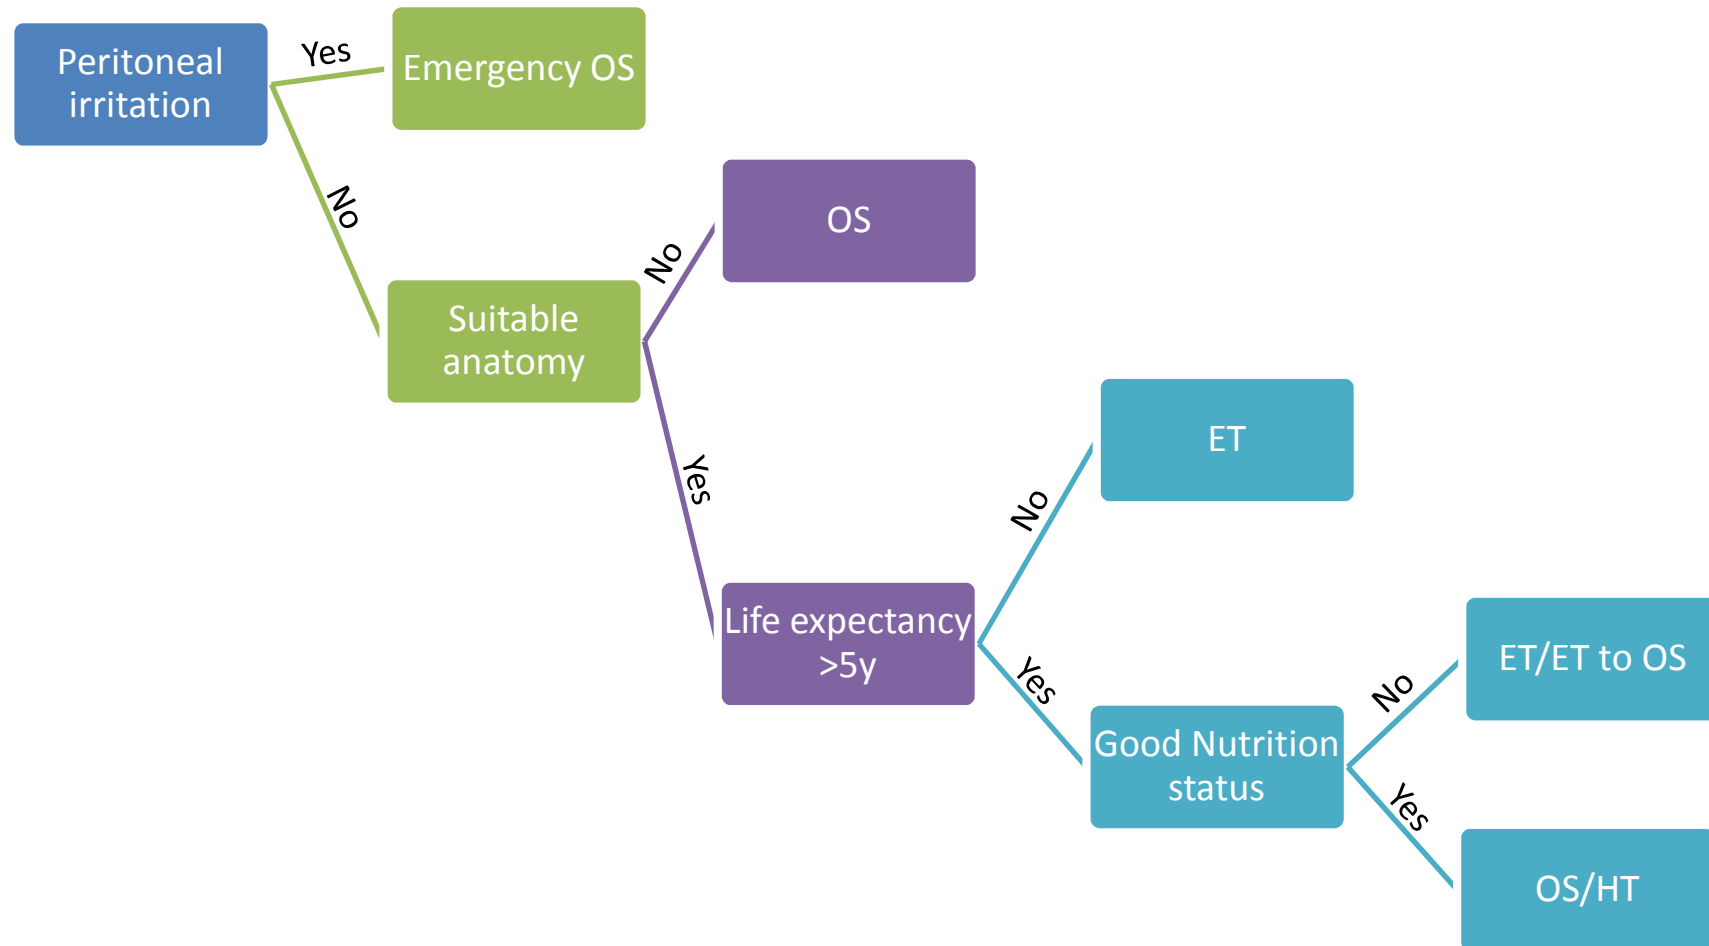 Peritoneal
irritation
Yes
Emergency OS
No
Suitable
anatomy
No
OS
Yes
Life expectancy
>5y
No
ET
Yes
Good Nutrition
status
No
ET/ET to OS
Yes
OS/HT